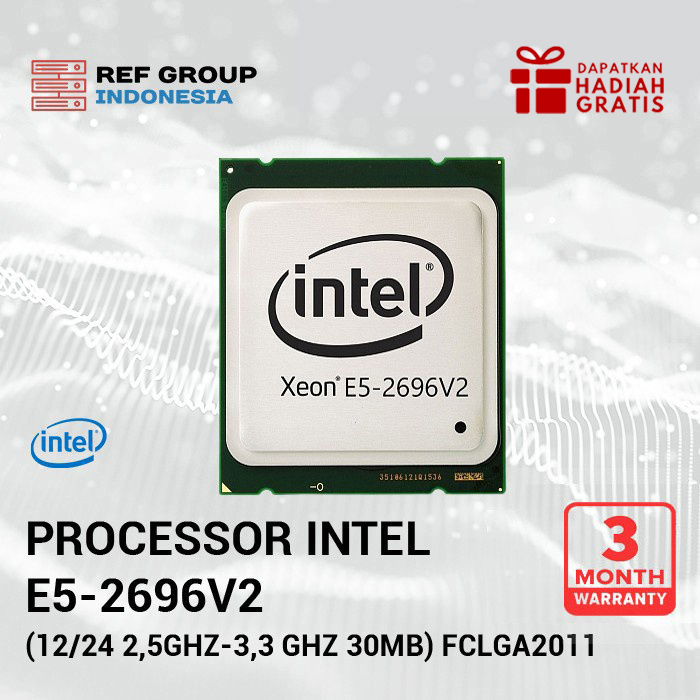 REF GROUP
INDONESIA
DAPATKAN
HADIAH
GRATIS
intel®
Xeon® E5-2696V2
35106121Q1536
-O
intel
PROCESSOR INTEL
E5-2696V2
(12/24 2,5GHZ-3,3 GHZ 30MB) FCLGA2011
3
MONTH
WARRANTY